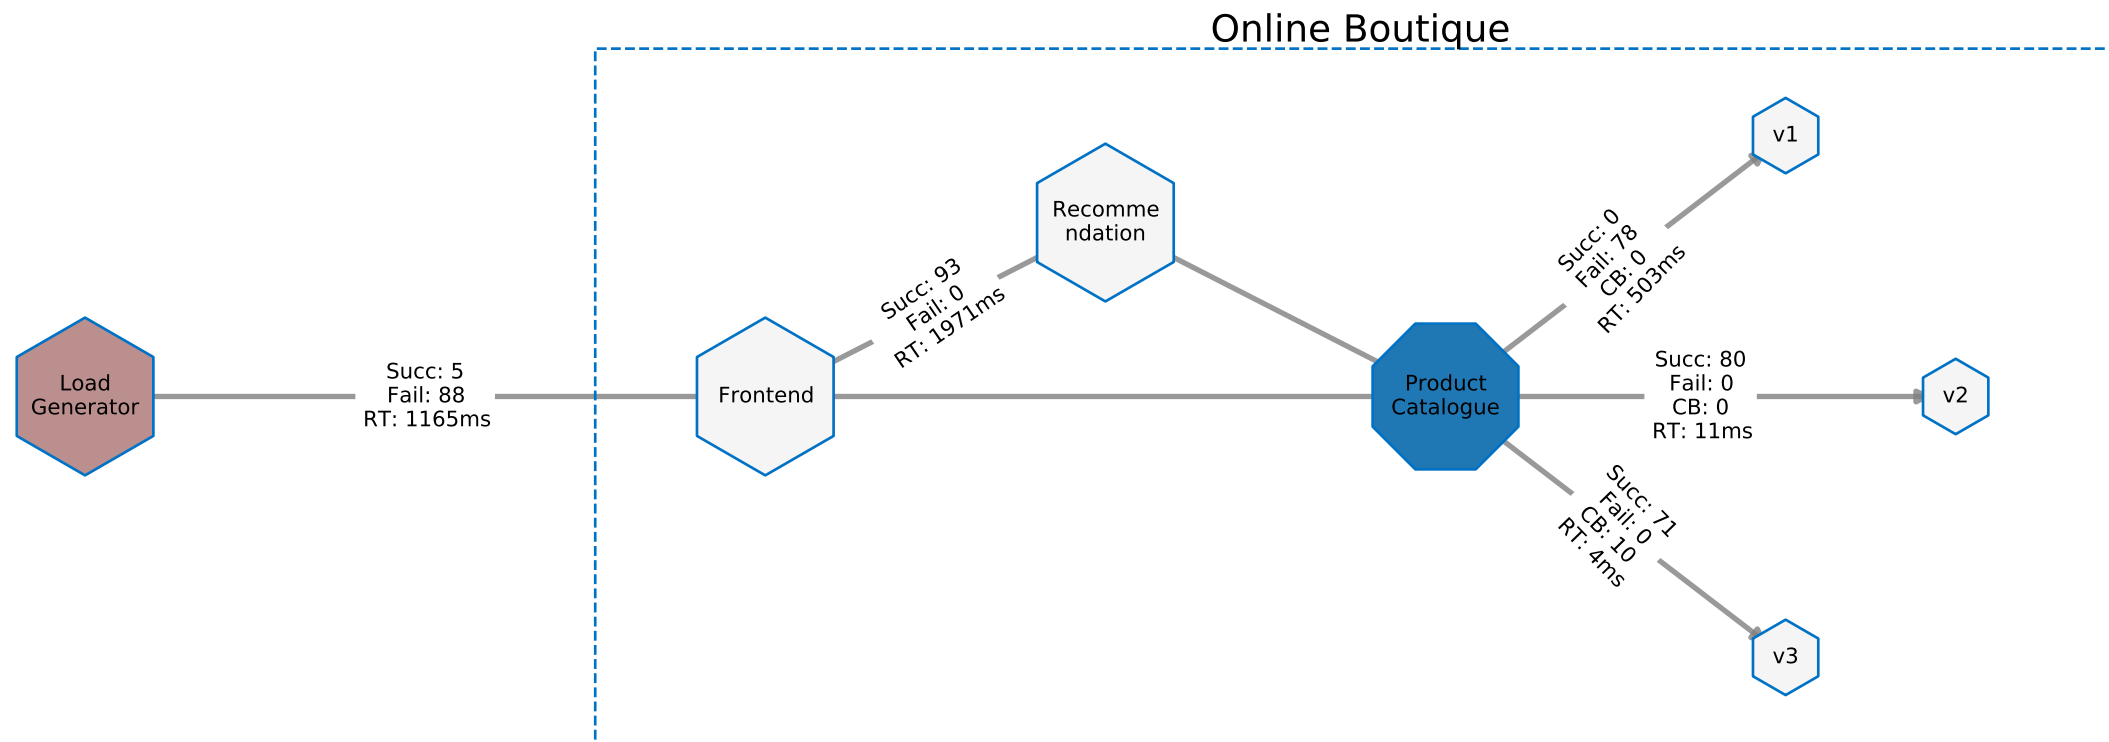 Online Boutique
Load
Generator
Succ: 5
Fail: 88
RT: 1165ms
Frontend
Succ: 93
Fail: 0
RT: 1971ms
Recomme
ndation
Product
Catalogue
Succ: 0
Fail: 78
CB: 0
RT: 503ms
v1
Succ: 80
Fail: 0
CB: 0
RT: 11ms
v2
Succ: 71
Fail: 0
CB: 10
RT: 4ms
v3